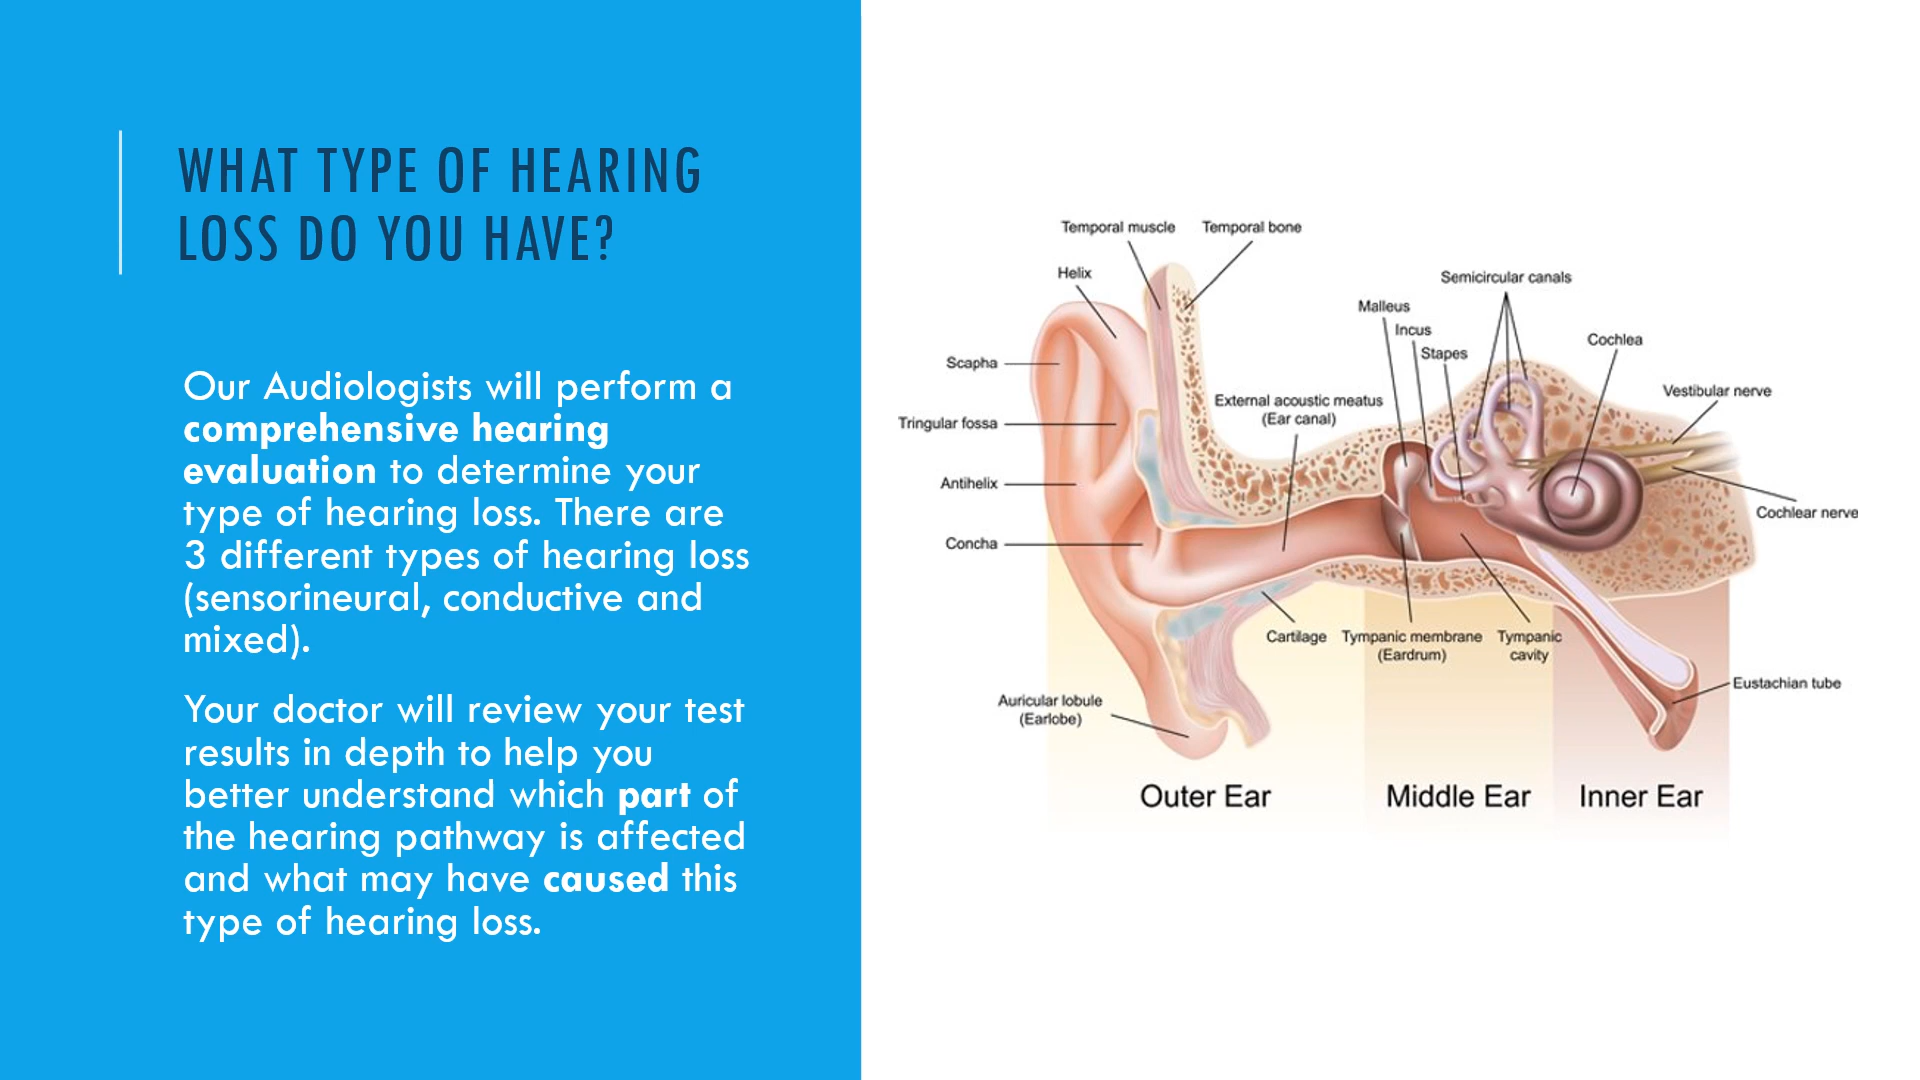 WHAT TYPE OF HEARING
LOSS DO YOU HAVE?
Our Audiologists will perform a
comprehensive hearing
evaluation to determine your
type of hearing loss. There are
3 different types of hearing loss
(sensorineural, conductive and
mixed).
Your doctor will review your test
results in depth to help you
better understand which part of
the hearing pathway is affected
and what may have caused this
type of hearing loss.
Temporal muscle
Temporal bone
Helix
Semicircular canals
Malleus
Incus
Stapes
Cochlea
Scapha
External acoustic meatus
(Ear canal)
Vestibular nerve
Tringular fossa
Antihelix
Cochlear nerve
Concha
Cartilage
Tympanic membrane
(Eardrum)
Tympanic
cavity
Eustachian tube
Auricular lobule
(Earlobe)
Outer Ear
Middle Ear
Inner Ear